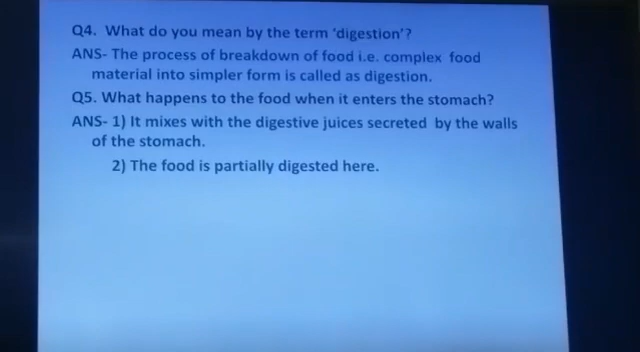 Q4. What do you mean by the term 'digestion'?
ANS- The process of breakdown of food i.e. complex food
material into simpler form is called as digestion.
Q5. What happens to the food when it enters the stomach?
ANS- 1) It mixes with the digestive juices secreted by the walls
of the stomach.
2) The food is partially digested here.